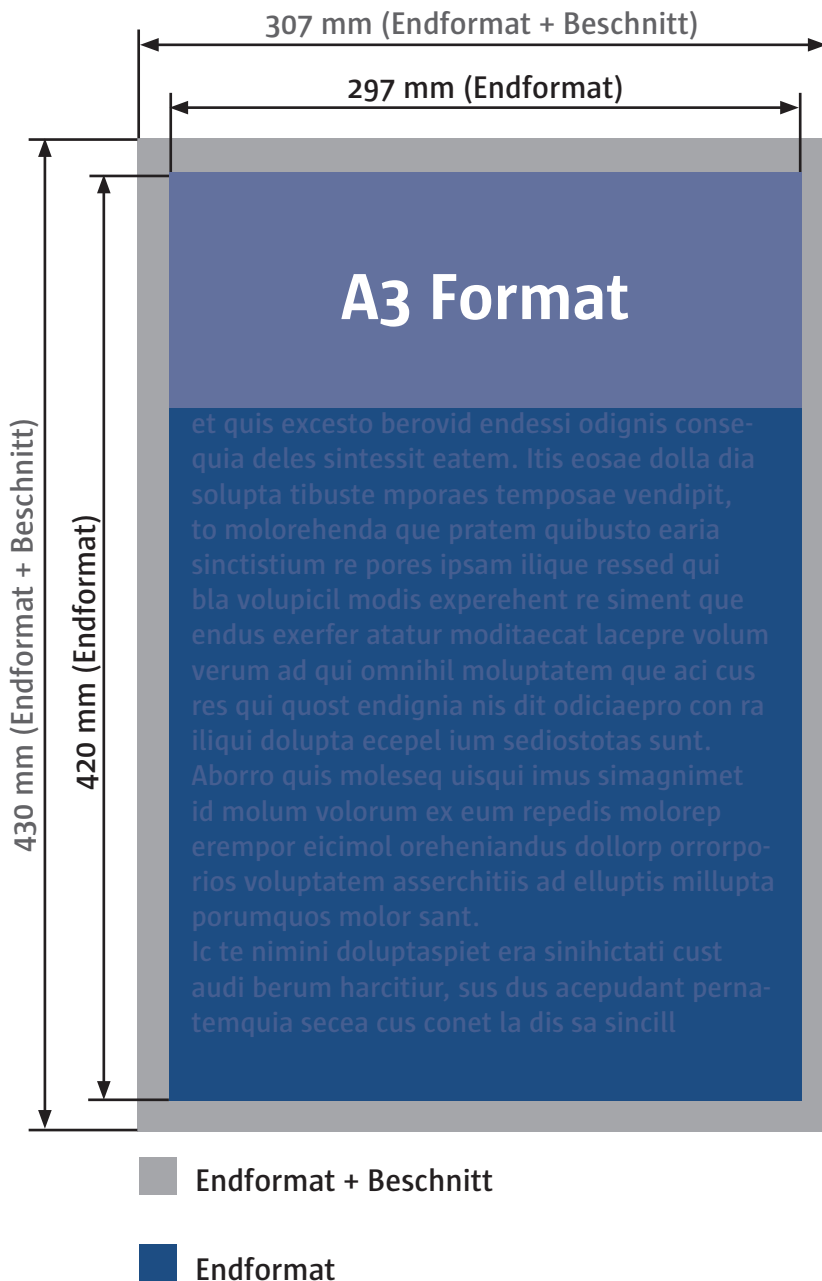 307 mm (Endformat + Beschnitt)
297 mm (Endformat)
430 mm (Endformat + Beschnitt)
420 mm (Endformat)
A3 Format
et quis excesto berovid endessi odignis conse-
quia deles sintessit eatem. Itis eosae dolla dia
solupta tibuste mporaes temposae vendipit,
to molorehenda que pratem quibusto earia
sinctistium re pores ipsam ilique ressed qui
bla volupicil modis experehent re siment que
endus exerfer atatur moditaecat lacepre volum
verum ad qui omnihil moluptatem que aci cus
res qui quost endignia nis dit odiciaepro con ra
iliqui dolupta ecepel ium sediostotas sunt.
Aborro quis moleseq uisqui imus simagnimet
id molum volorum ex eum repedis molorep
erempor eicimol oreheniandus dollorp orrorpo-
rios voluptatem asserchitiis ad elluptis millupta
porumquos molor sant.
Ic te nimini doluptaspiet era sinihictati cust
audi berum harcitiur, sus dus acepudant perna-
temquia secea cus conet la dis sa sincill
Endformat + Beschnitt
Endformat